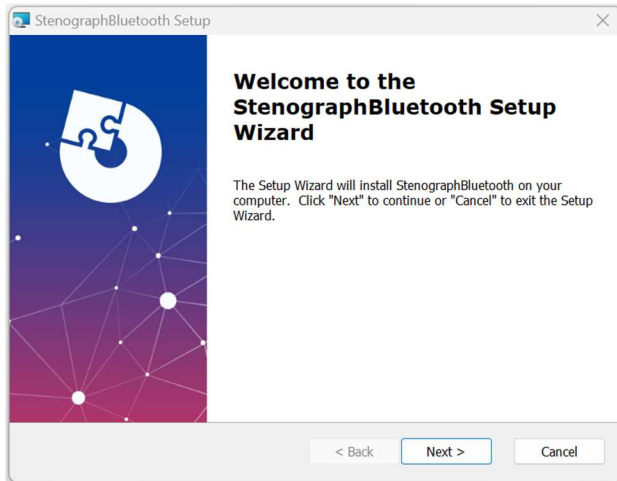 StenographBluetooth Setup
Welcome to the
StenographBluetooth Setup
Wizard
The Setup Wizard will install StenographBluetooth on your
computer. Click "Next" to continue or "Cancel" to exit the Setup
Wizard.
< Back Next > Cancel